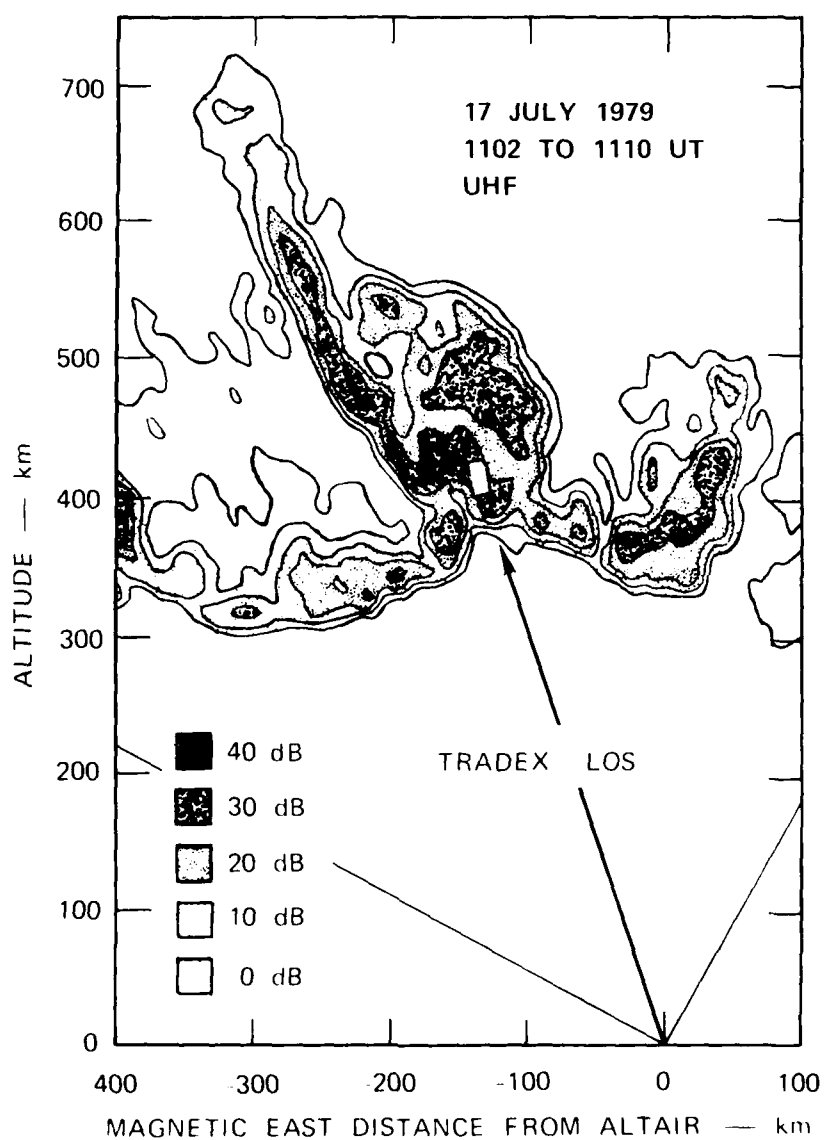 17 JULY 1979
1102 TO 1110 UT
UHF
700
600
500
400
300
200
100
0
ALTITUDE — km
40 dB
30 dB
20 dB
10 dB
0 dB
TRADEX LOS
400 -300 -200 -100 0 100
MAGNETIC EAST DISTANCE FROM ALTAIR — km